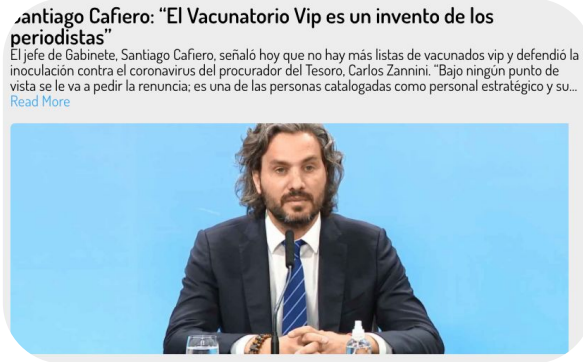 Santiago Cafiero: “El Vacunatorio Vip es un invento de los
periodistas”
El jefe de Gabinete, Santiago Cafiero, señaló hoy que no hay más listas de vacunados vip y defendió la
inoculación contra el coronavirus del procurador del Tesoro, Carlos Zannini. “Bajo ningún punto de
vista se le va a pedir la renuncia; es una de las personas catalogadas como personal estratégico y su...
Read More